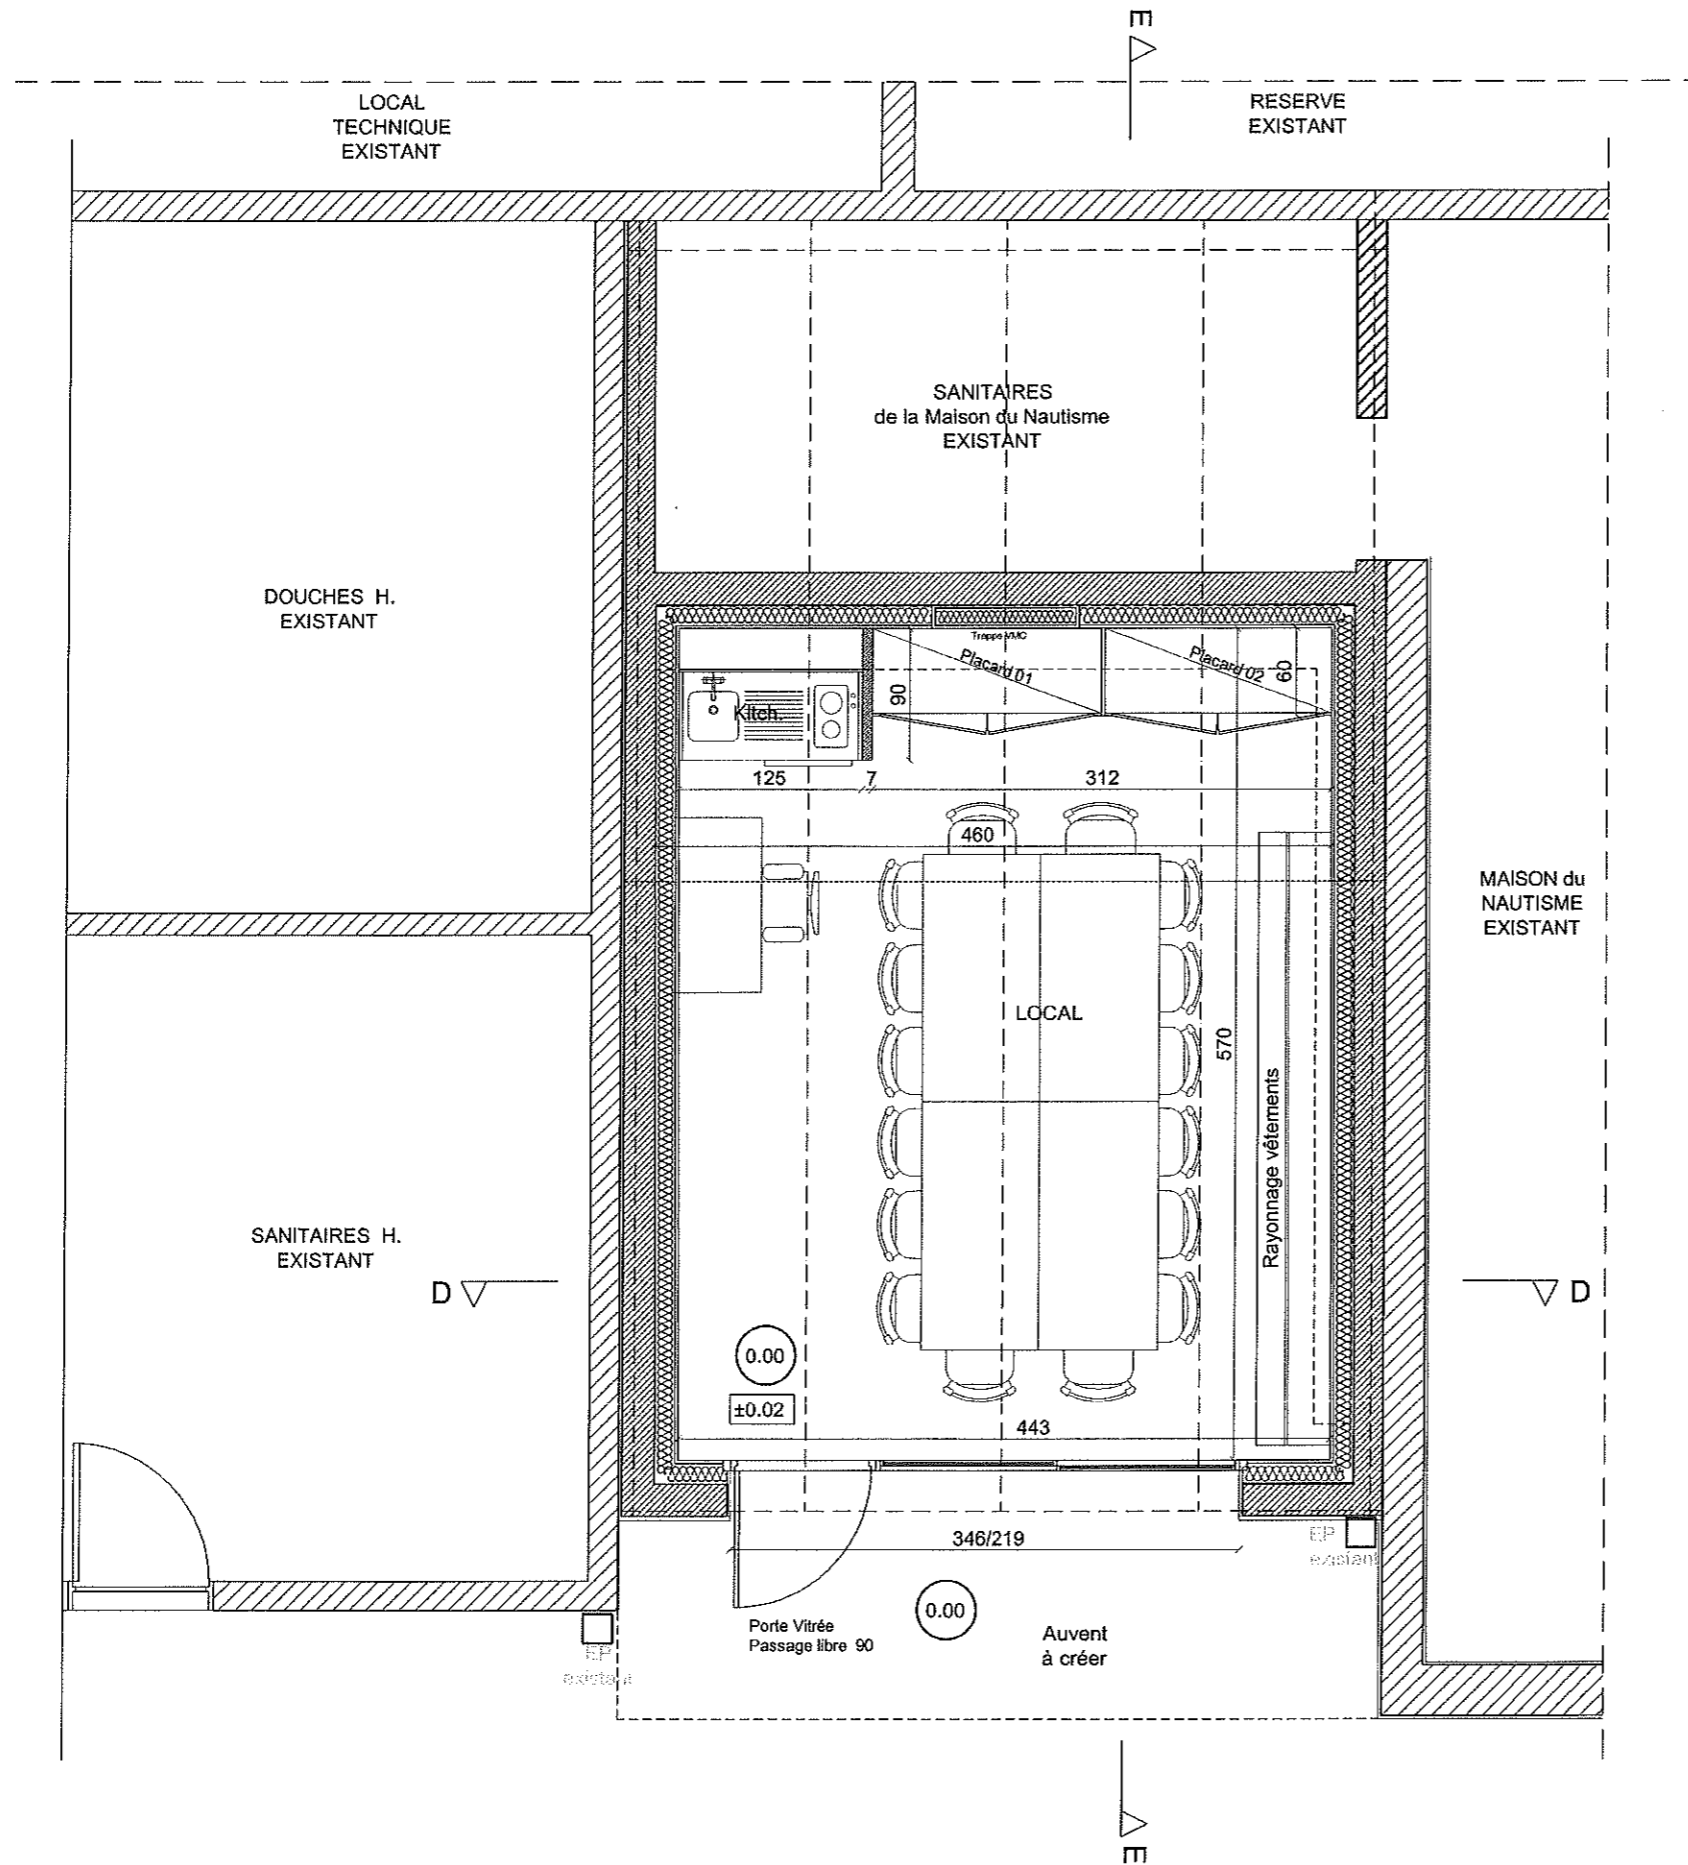 E
LOCAL
TECHNIQUE
EXISTANT
RESERVE
EXISTANT
SANITAIRES
de la Maison du Nautisme
EXISTANT
DOUCHES H.
EXISTANT
Trappe VMC
Placard 01
Placard 02
60
90
Kitch.
125
7
312
460
MAISON du
NAUTISME
EXISTANT
LOCAL
570
Rayonnage vêtements
SANITAIRES H.
EXISTANT
D
D
0.00
±0.02
443
346/219
EP
existant
0.00
Porte Vitrée
Passage libre 90
Auvent
à créer
EP
existant
E